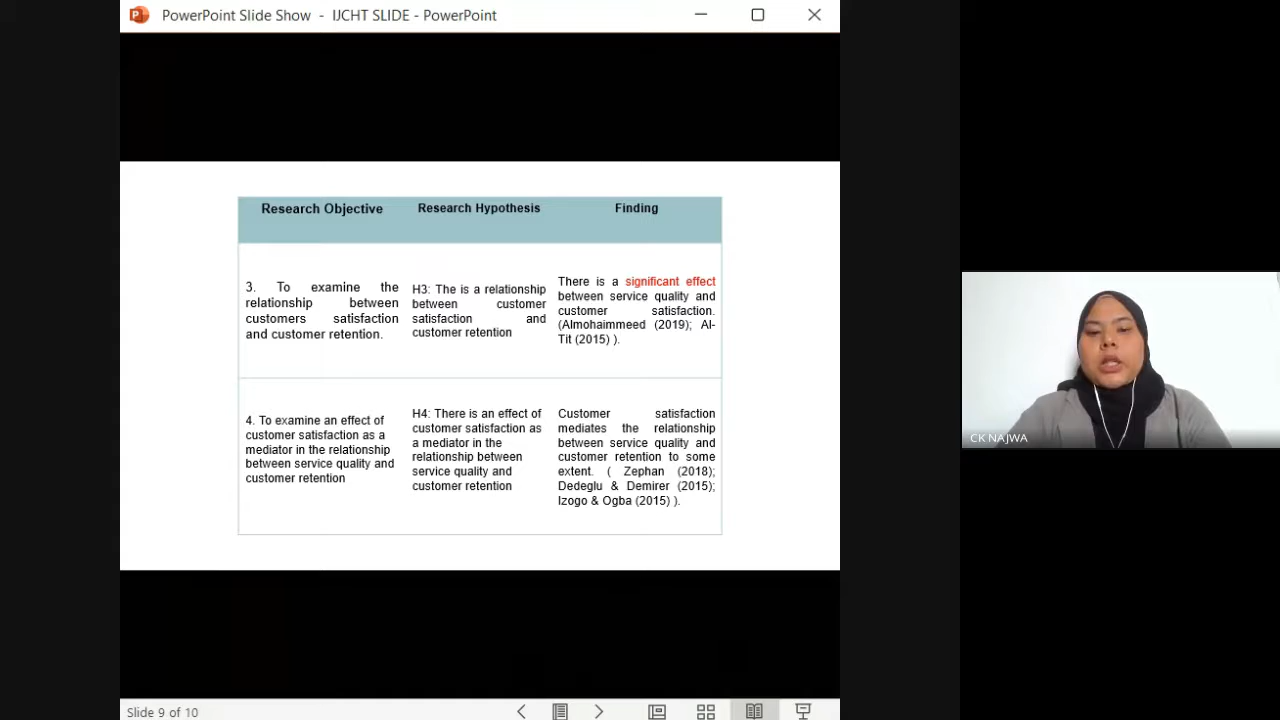 PowerPoint Slide Show - IJCHT SLIDE - PowerPoint
Research Objective
Research Hypothesis
Finding
3. To examine the
relationship between
customers satisfaction
and customer retention.
H3: The is a relationship
between customer
satisfaction and
customer retention
There is a significant effect
between service quality and
customer satisfaction.
(Almohaimmeed (2019); Al-
Tit (2015) ).
4. To examine an effect of
customer satisfaction as a
mediator in the relationship
between service quality and
customer retention
H4: There is an effect of
customer satisfaction as
a mediator in the
relationship between
service quality and
customer retention
Customer satisfaction
mediates the relationship
between service quality and
customer retention to some
extent. ( Zephan (2018);
Dedeglu & Demirer (2015);
Izogo & Ogba (2015) ).
CK NAJWA
Slide 9 of 10